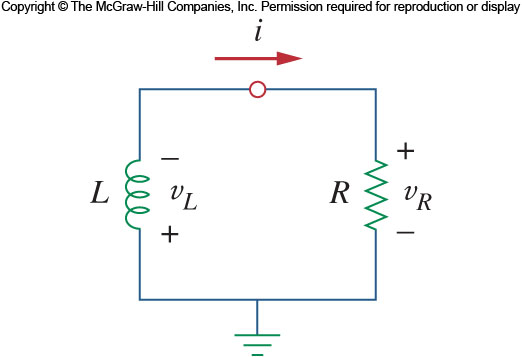 Copyright © The McGraw-Hill Companies, Inc. Permission required for reproduction or display
i
− +
L v_L R v_R
+ −